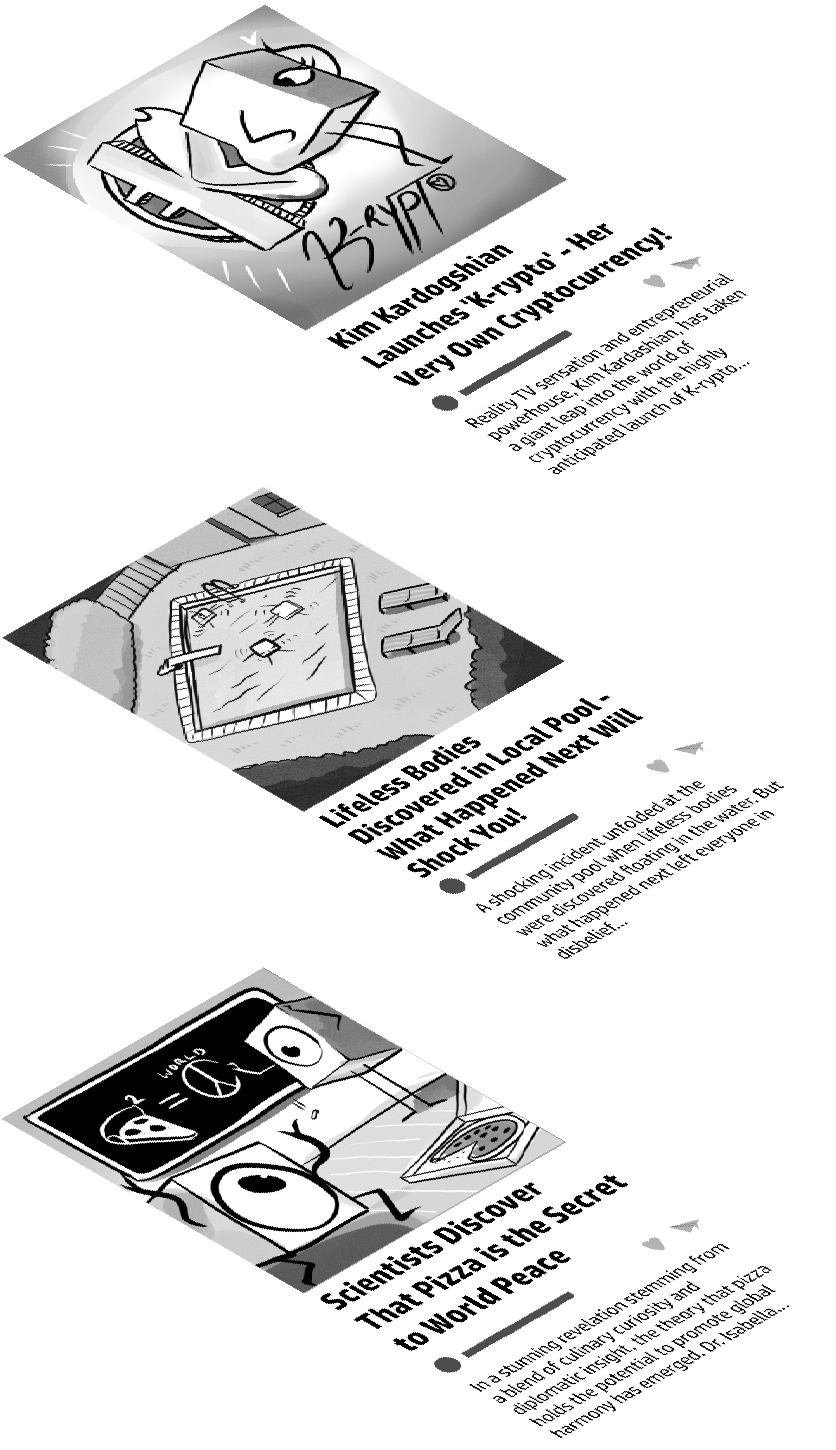 K-rypto
Kim Kardogshian
Launches 'K-rypto' - Her
Very Own Cryptocurrency!
Reality TV sensation and entrepreneurial
powerhouse, Kim Kardashian, has taken
a giant leap into the world of
cryptocurrency with the highly
anticipated launch of K-rypto...
Lifeless Bodies
Discovered in Local Pool -
What Happened Next Will
Shock You!
A shocking incident unfolded at the
community pool when lifeless bodies
were discovered floating in the water. But
what happened next left everyone in
disbelief...
2 = WORLD
Scientists Discover
That Pizza is the Secret
to World Peace
In a stunning revelation stemming from
a blend of culinary curiosity and
diplomatic insight, the theory that pizza
holds the potential to promote global
harmony has emerged. Dr. Isabella...